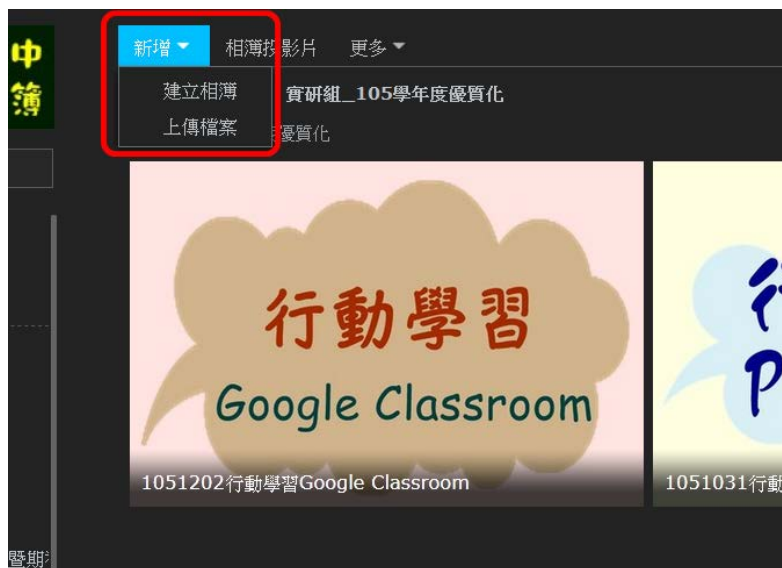 中
簿
新增 相簿投影片 更多
建立相簿
實研組_105學年度優質化
上傳檔案
優質化
行動學習
Google Classroom
1051202行動學習Google Classroom
行
P
1051031行動
暨期